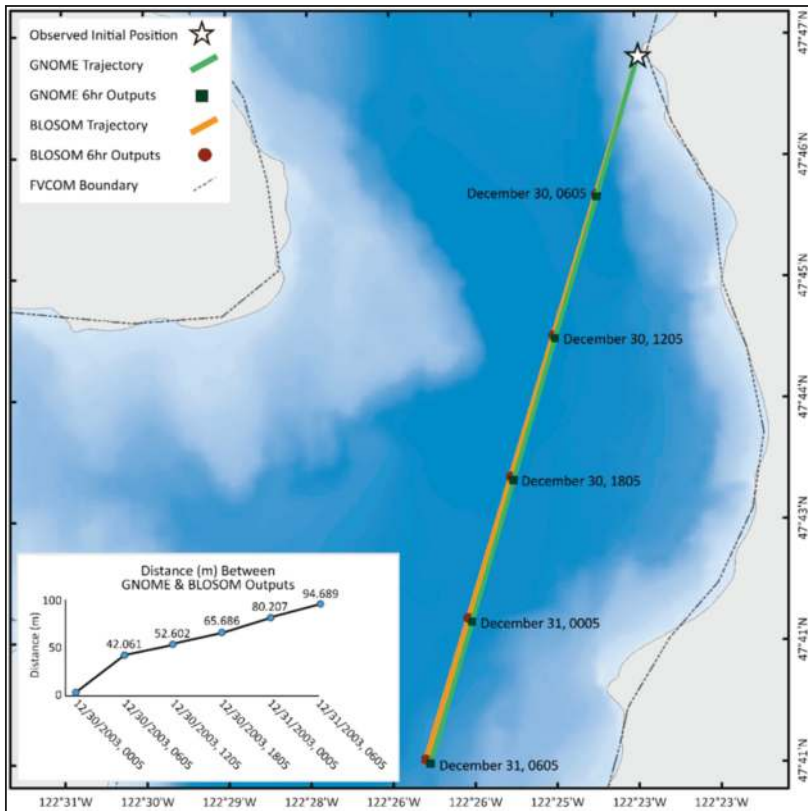 Observed Initial Position
GNOME Trajectory
GNOME 6hr Outputs
BLOSOM Trajectory
BLOSOM 6hr Outputs
FVCOM Boundary
December 30, 0605
December 30, 1205
December 30, 1805
December 31, 0005
December 31, 0605
47°47'N
47°46'N
47°45'N
47°44'N
47°43'N
47°41'N
47°41'N
Distance (m) Between
GNOME & BLOSOM Outputs
Distance (m)
100
50
0
42.061
52.602
65.686
80.207
94.689
12/30/2003, 0005
12/30/2003, 0605
12/30/2003, 1205
12/30/2003, 1805
12/31/2003, 0005
12/31/2003, 0605
122°31'W
122°30'W
122°29'W
122°28'W
122°26'W
122°26'W
122°25'W
122°23'W
122°23'W